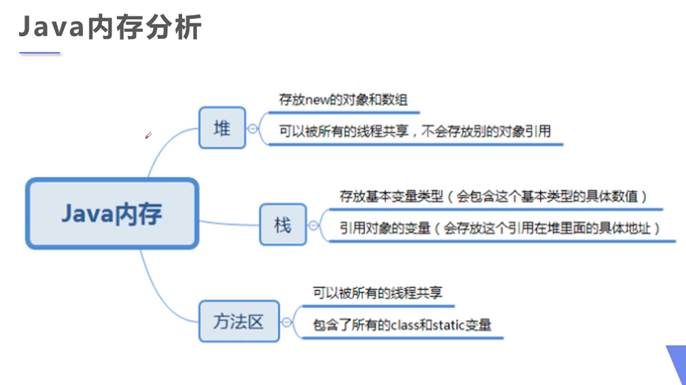 Java内存分析
存放new的对象和数组
堆
可以被所有的线程共享，不会存放别的对象引用
存放基本变量类型（会包含这个基本类型的具体数值）
Java内存
栈
引用对象的变量（会存放这个引用在堆里面的具体地址）
可以被所有的线程共享
方法区
包含了所有的class和static变量